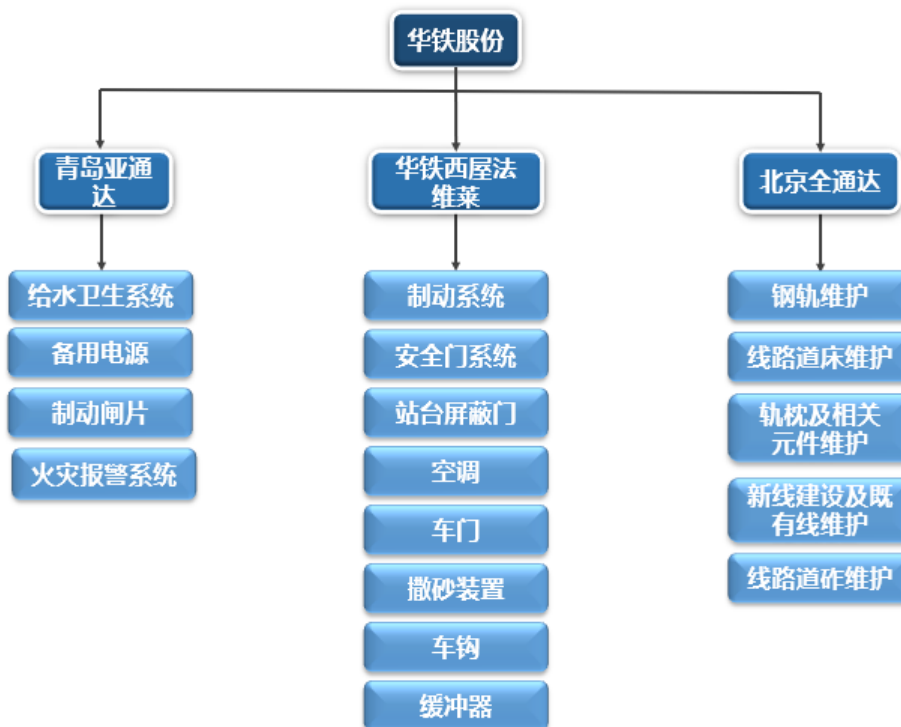 华铁股份
青岛亚通
达
华铁西屋法
维莱
北京全通达
给水卫生系统
备用电源
制动闸片
火灾报警系统
制动系统
安全门系统
站台屏蔽门
空调
车门
撒砂装置
车钩
缓冲器
钢轨维护
线路道床维护
轨枕及相关
元件维护
新线建设及既
有线维护
线路道砟维护